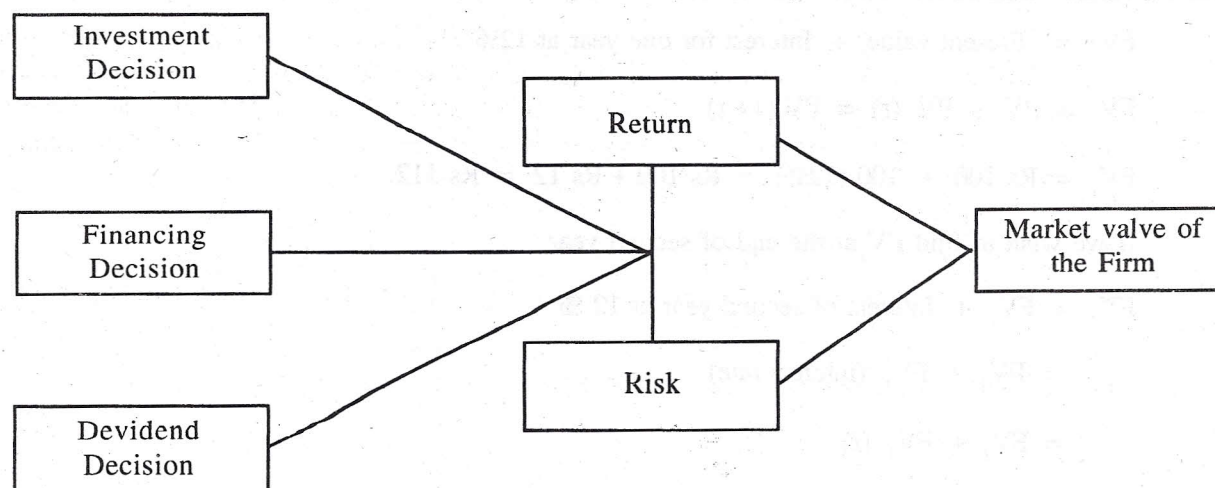 Investment
Decision
Return
Financing
Decision
Market valve of
the Firm
Risk
Devidend
Decision